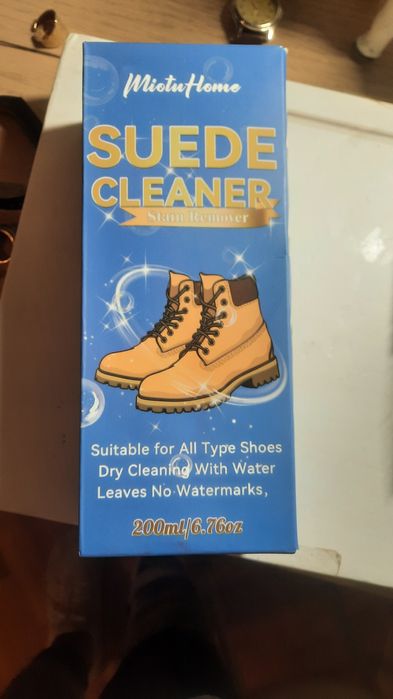 MiotuHome
SUEDE
CLEANER
Stain Remover
Suitable for All Type Shoes
Dry Cleaning With Water
Leaves No Watermarks,
200ml/6.76oz